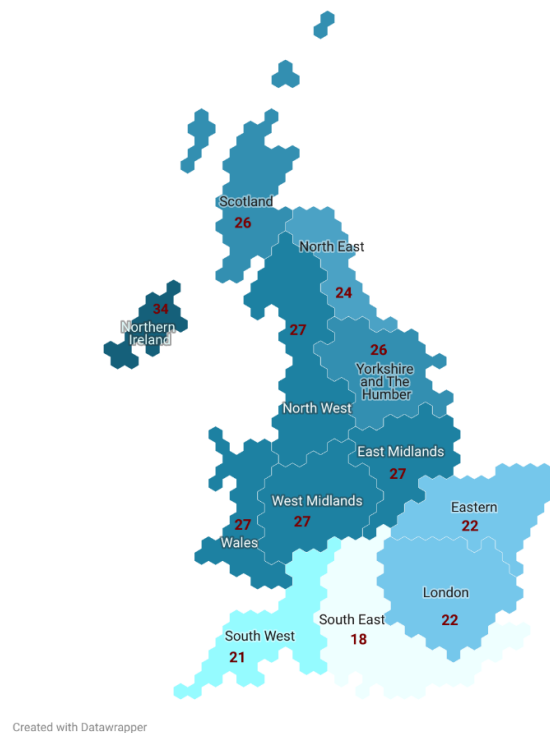 Scotland
26
North East
24
34
Northern
Ireland
27
26
Yorkshire
and The
Humber
North West
East Midlands
27
West Midlands
27
27
Wales
Eastern
22
London
22
South East
18
South West
21
Created with Datawrapper